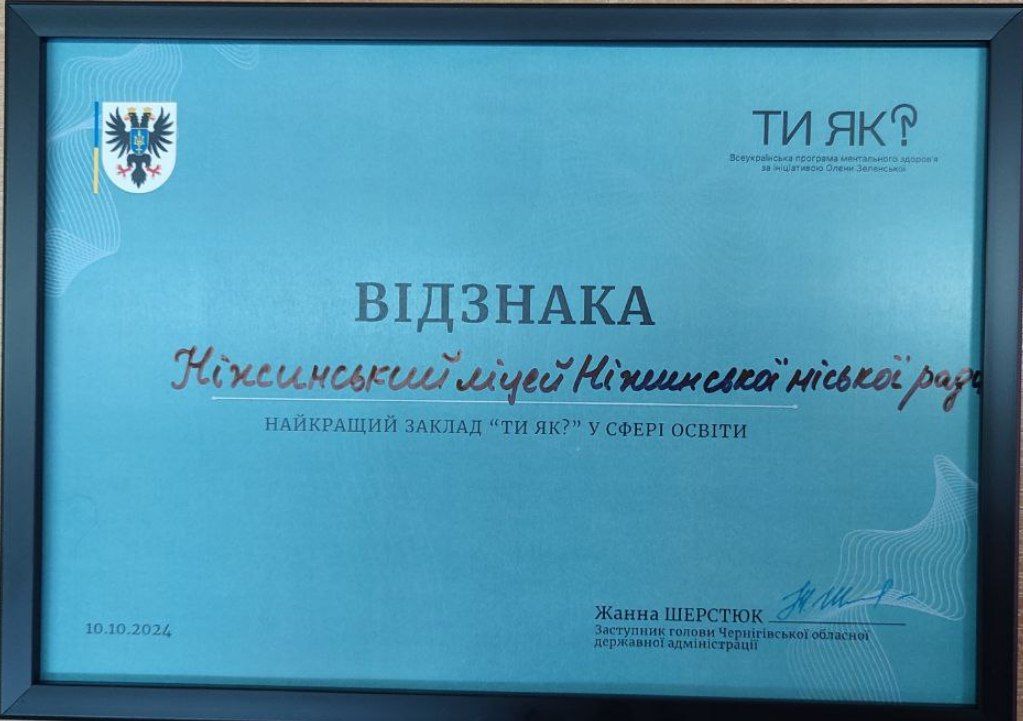 ТИ ЯК?
Всеукраїнська програма ментального здоров'я
за ініціативою Олени Зеленської
ВІДЗНАКА
Ніжинський ліцей Ніжинської міської ради
НАЙКРАЩИЙ ЗАКЛАД “ТИ ЯК?” У СФЕРІ ОСВІТИ
10.10.2024
Жанна ШЕРСТЮК
Заступник голови Чернігівської обласної
державної адміністрації